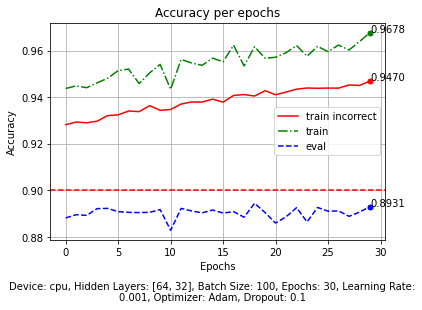 Accuracy per epochs
0.9678
0.96
0.9470
0.94
train incorrect
train
eval
0.92
0.90
0.8931
0.88
Accuracy
0 5 10 15 20 25 30
Epochs
Device: cpu, Hidden Layers: [64, 32], Batch Size: 100, Epochs: 30, Learning Rate:
0.001, Optimizer: Adam, Dropout: 0.1